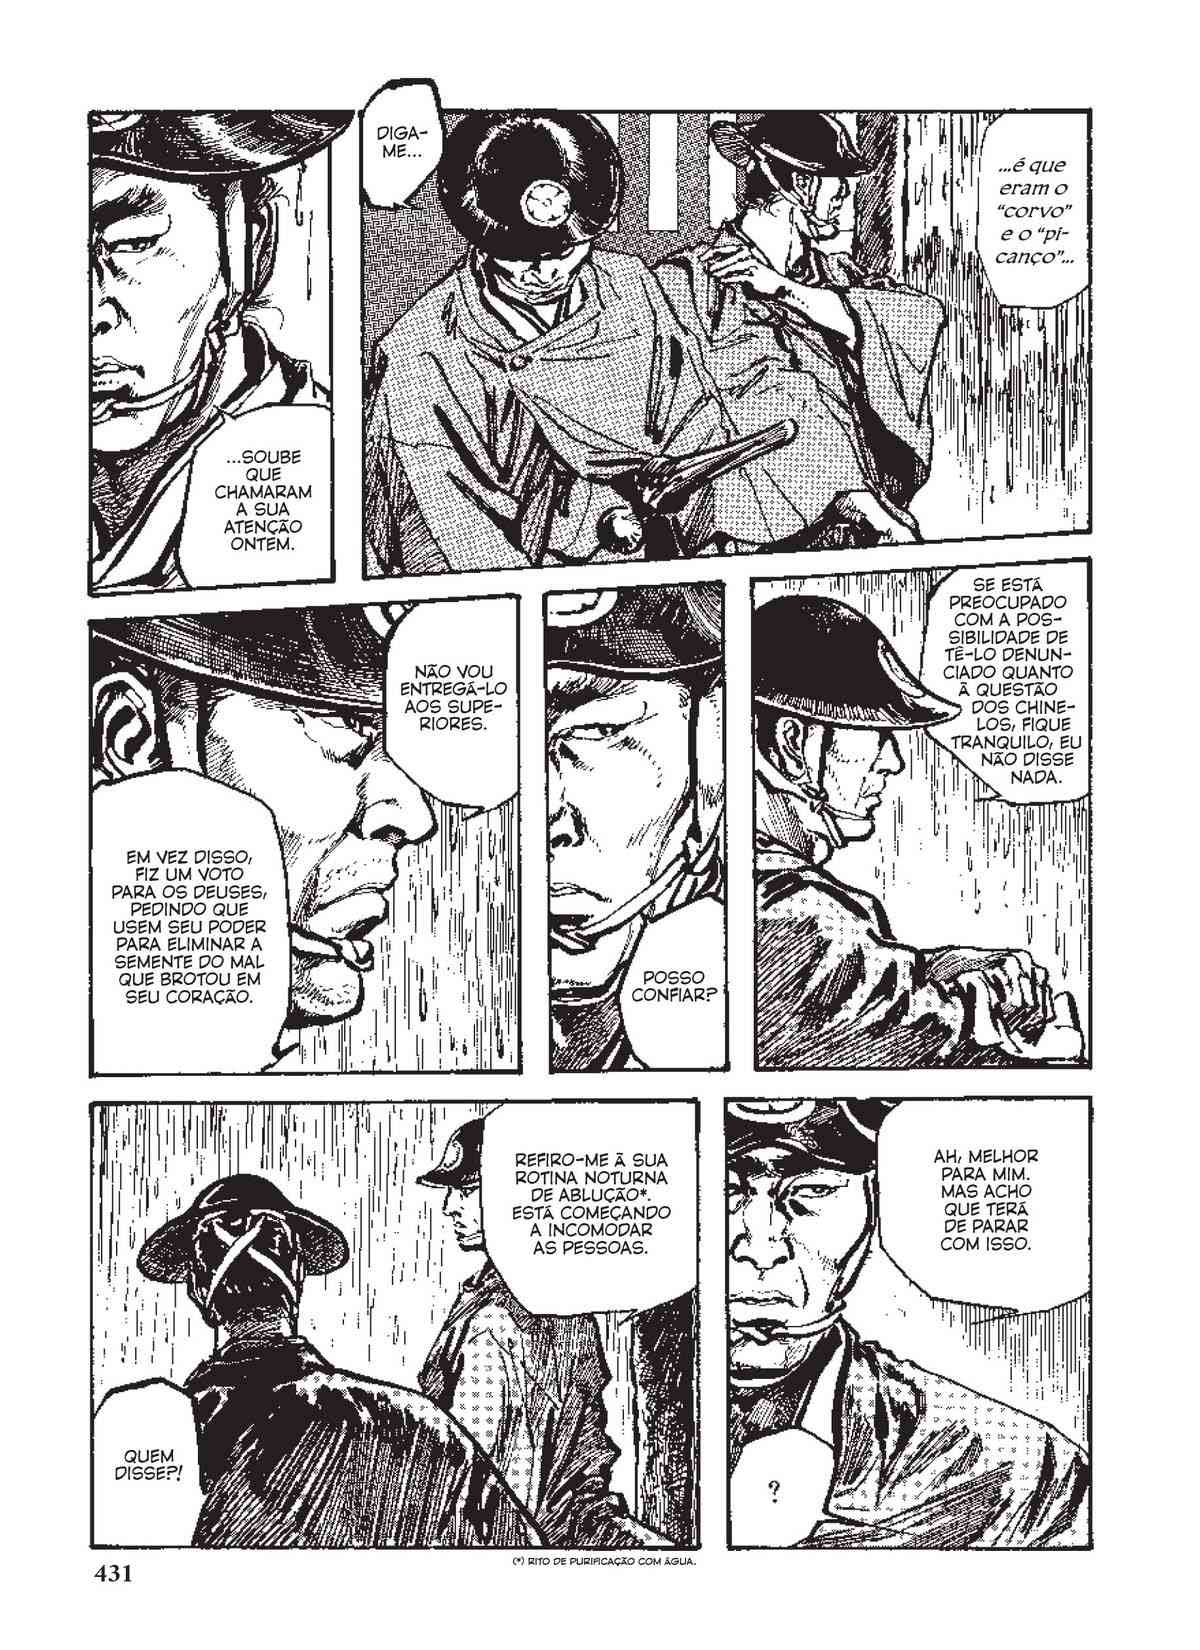 ...é que
eram o
“corvo”
e o “pi-
canço”...
DIGA-
ME...
...SOUBE
QUE
CHAMARAM
A SUA
ATENÇÃO
ONTEM.
SE ESTÁ
PREOCUPADO
COM A POS-
SIBILIDADE DE
TÊ-LO DENUN-
CIADO QUANTO
À QUESTÃO
DOS CHINE-
LOS, FIQUE
TRANQUILO, EU
NÃO DISSE
NADA.
POSSO
CONFIAR?
NÃO VOU
ENTREGÁ-LO
AOS SUPE-
RIORES.
EM VEZ DISSO,
FIZ UM VOTO
PARA OS DEUSES,
PEDINDO QUE
USEM SEU PODER
PARA ELIMINAR A
SEMENTE DO MAL
QUE BROTOU EM
SEU CORAÇÃO.
AH, MELHOR
PARA MIM.
MAS ACHO
QUE TERÁ
DE PARAR
COM ISSO.
?
REFIRO-ME À SUA
ROTINA NOTURNA
DE ABLUÇÃO*.
ESTÁ COMEÇANDO
A INCOMODAR
AS PESSOAS.
QUEM
DISSE?!
(*) RITO DE PURIFICAÇÃO COM ÁGUA.
431